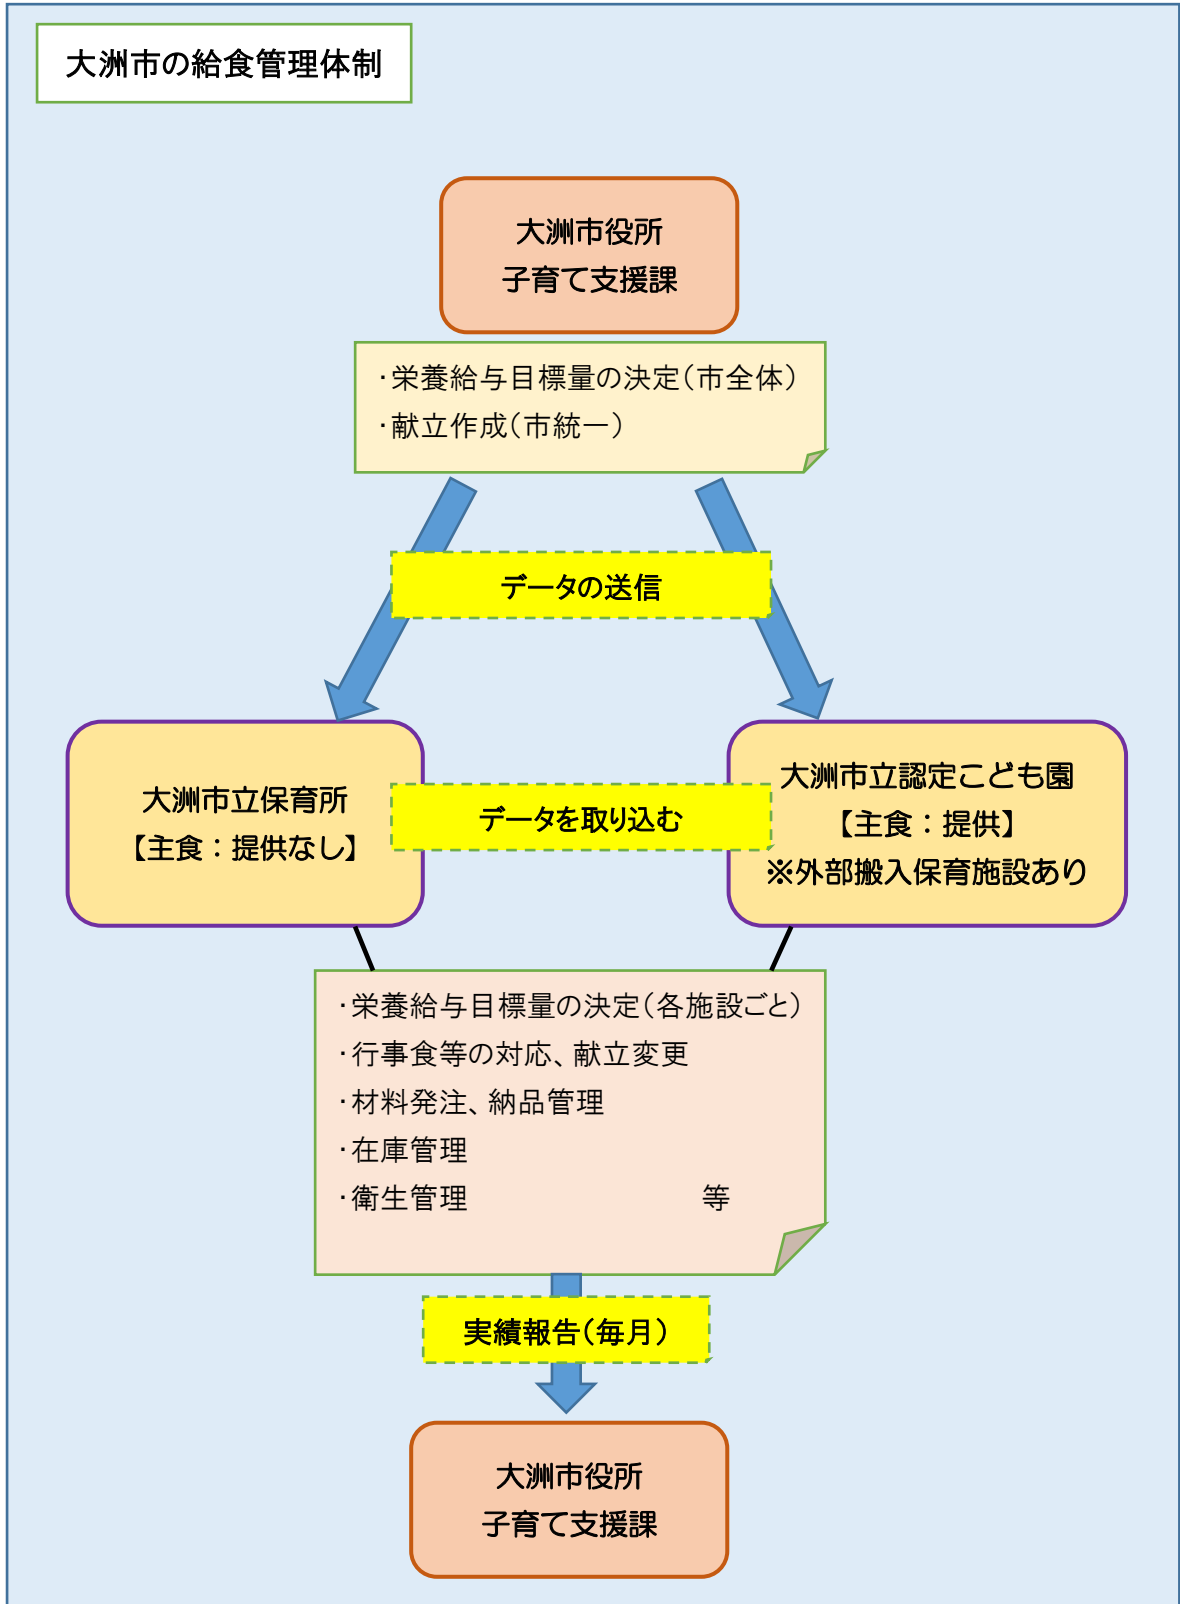 大洲市の給食管理体制
大洲市役所
子育て支援課
・栄養給与目標量の決定（市全体）
・献立作成（市統一）
データの送信
大洲市立保育所
【主食：提供なし】
データを取り込む
大洲市立認定こども園
【主食：提供】
※外部搬入保育施設あり
・栄養給与目標量の決定（各施設ごと）
・行事食等の対応、献立変更
・材料発注、納品管理
・在庫管理
・衛生管理　　　　　　　　等
実績報告（毎月）
大洲市役所
子育て支援課